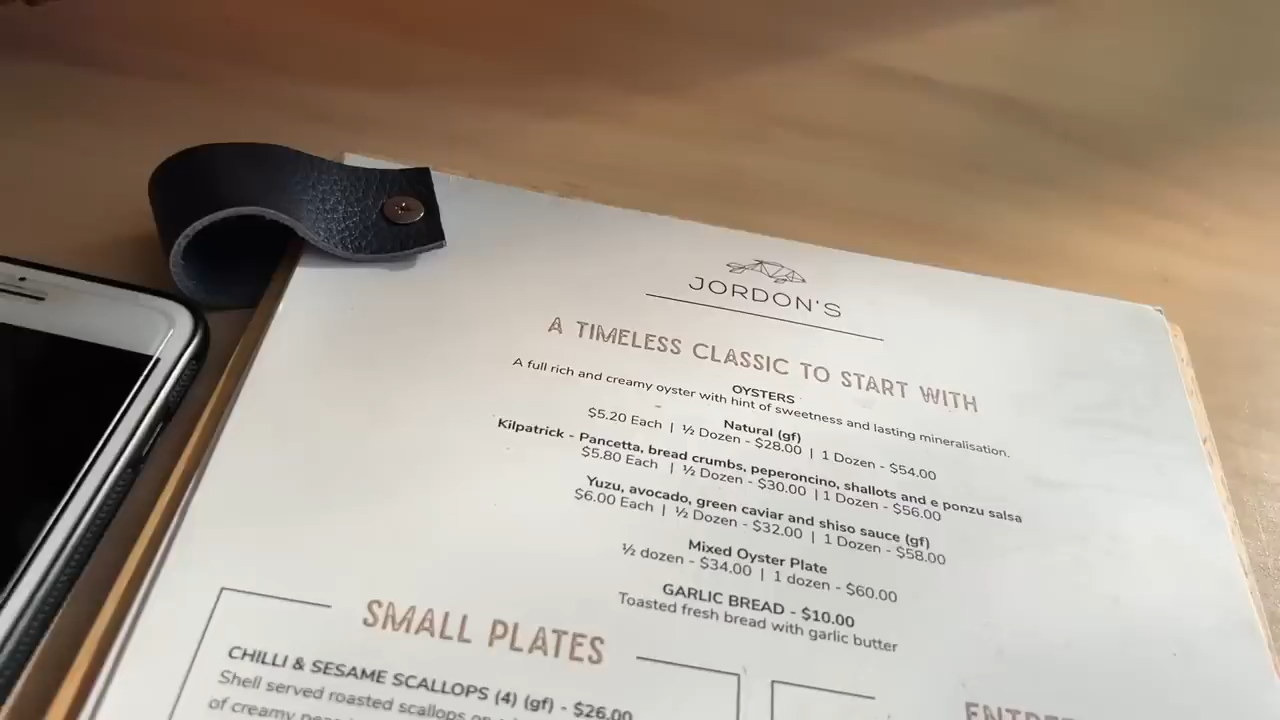 JORDON'S
A TIMELESS CLASSIC TO START WITH
OYSTERS
A full rich and creamy oyster with hint of sweetness and lasting mineralisation.
Natural (gf)
$5.20 Each | ½ Dozen - $28.00 | 1 Dozen - $54.00
Kilpatrick - Pancetta, bread crumbs, peperoncino, shallots and e ponzu salsa
$5.80 Each | ½ Dozen - $30.00 | 1 Dozen - $56.00
Yuzu, avocado, green caviar and shiso sauce (gf)
$6.00 Each | ½ Dozen - $32.00 | 1 Dozen - $58.00
Mixed Oyster Plate
½ dozen - $34.00 | 1 dozen - $60.00
GARLIC BREAD - $10.00
Toasted fresh bread with garlic butter
SMALL PLATES
CHILLI & SESAME SCALLOPS (4) (gf) - $26.00
Shell served roasted scallops
of creamy